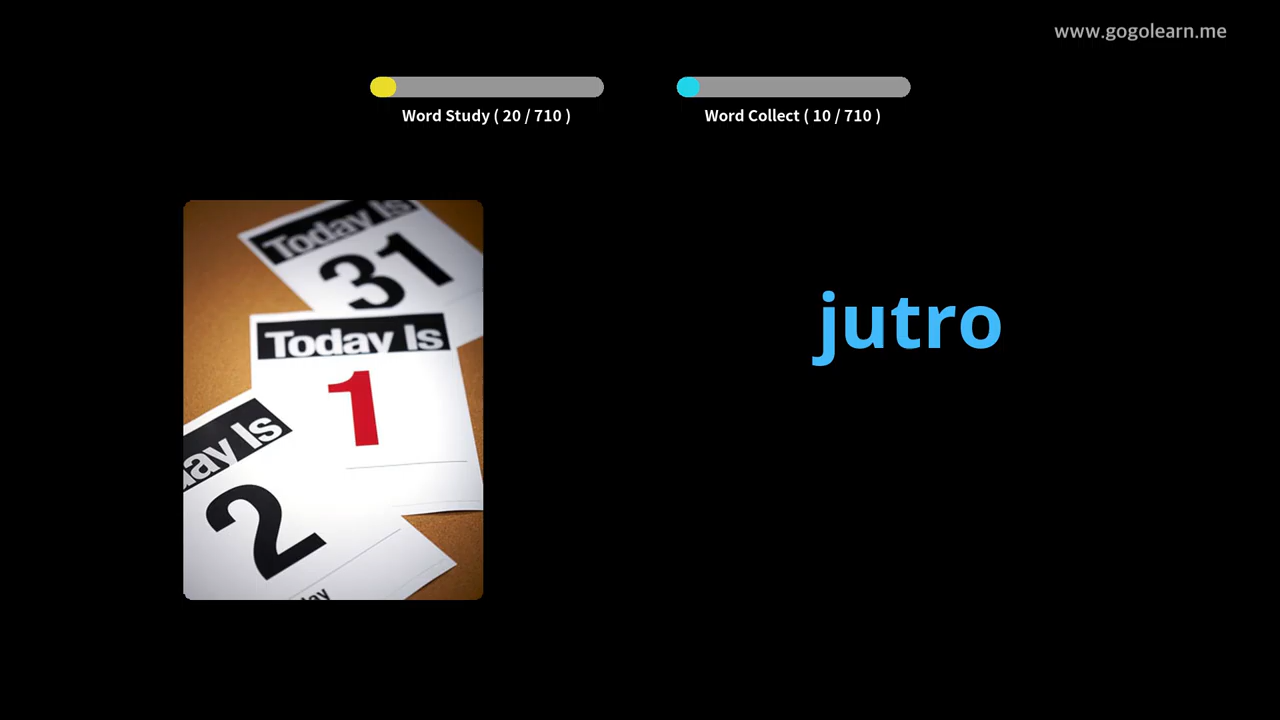 www.gogolearn.me
Word Study ( 20 / 710 )
Word Collect ( 10 / 710 )
Today Is
31
Today Is
1
day Is
2
jutro